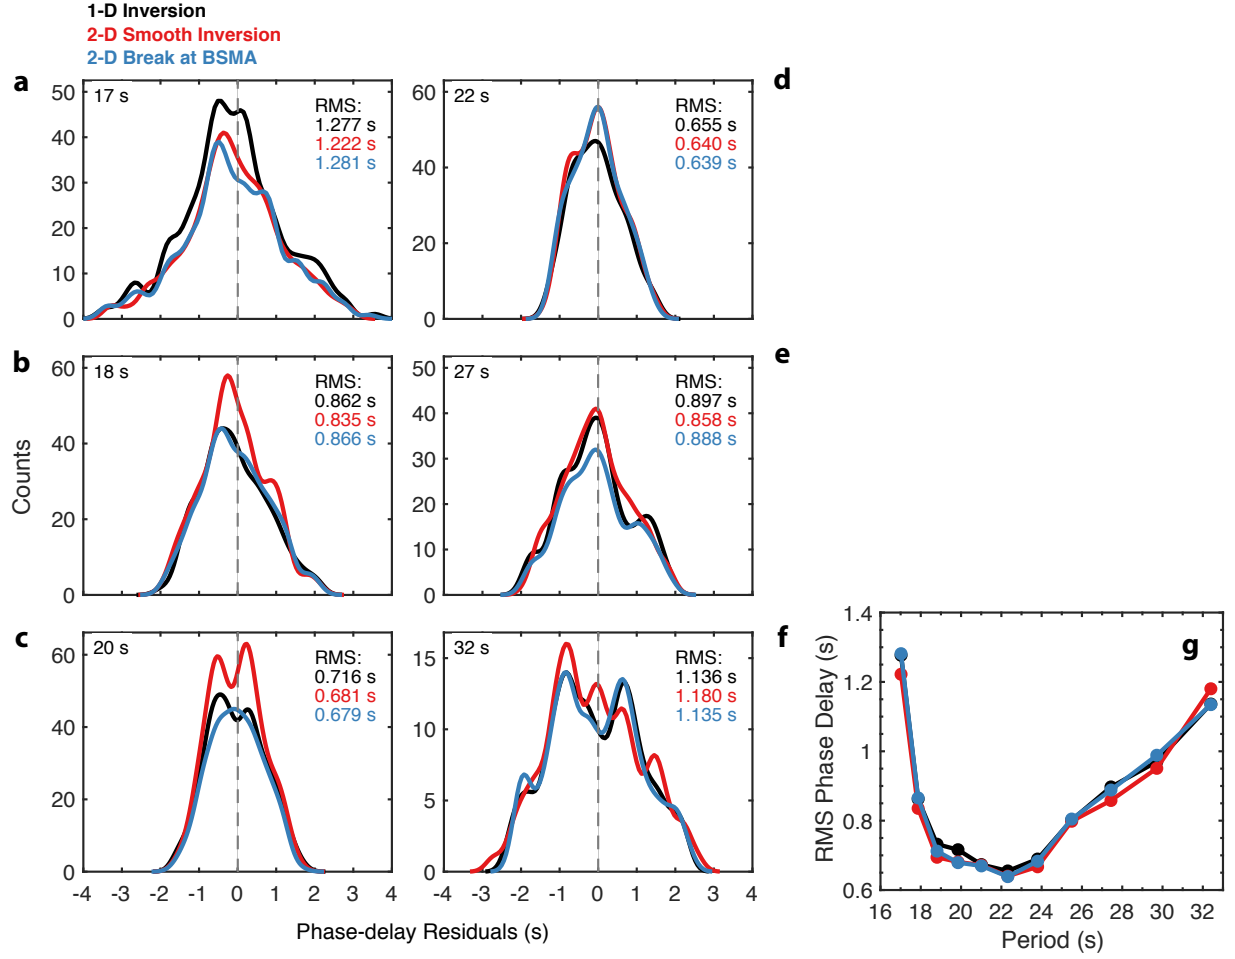 1-D Inversion
2-D Smooth Inversion
2-D Break at BSMA
a
17 s
RMS:
1.277 s
1.222 s
1.281 s
50
40
30
20
10
0
22 s
RMS:
0.655 s
0.640 s
0.639 s
60
40
20
0
d
b
18 s
RMS:
0.862 s
0.835 s
0.866 s
60
40
20
0
Counts
27 s
RMS:
0.897 s
0.858 s
0.888 s
50
40
30
20
10
0
e
c
20 s
RMS:
0.716 s
0.681 s
0.679 s
60
40
20
0
-4 -3 -2 -1 0 1 2 3 4
32 s
RMS:
1.136 s
1.180 s
1.135 s
15
10
5
0
-4 -3 -2 -1 0 1 2 3 4
f
Phase-delay Residuals (s)
g
1.4
1.2
1
0.8
0.6
RMS Phase Delay (s)
16 18 20 22 24 26 28 30 32
Period (s)